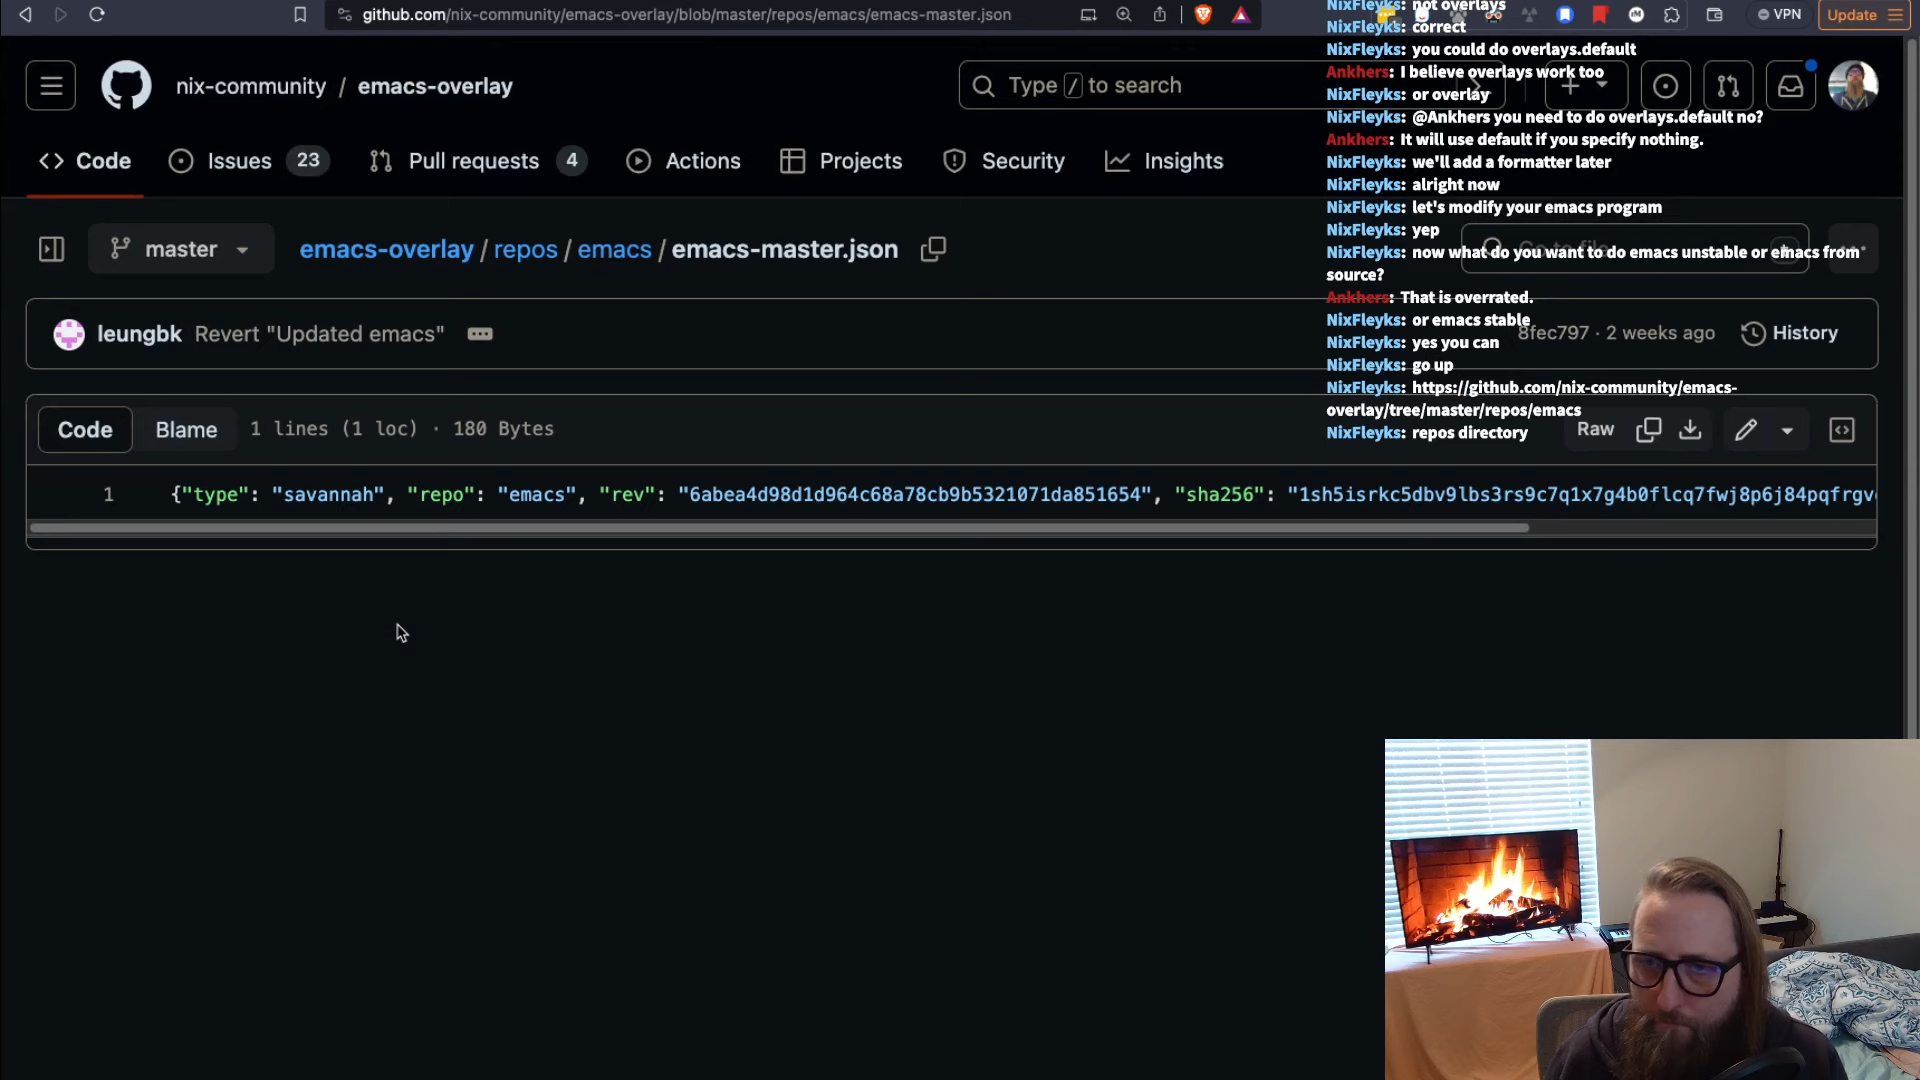 github.com/nix-community/emacs-overlay/blob/master/repos/emacs/emacs-master.json
VPN
Update
NixFleyks: not overlays
NixFleyks: correct
NixFleyks: you could do overlays.default
Ankhers: I believe overlays work too
NixFleyks: or overlay
NixFleyks: @Ankhers you need to do overlays.default no?
Ankhers: It will use default if you specify nothing.
NixFleyks: we'll add a formatter later
NixFleyks: alright now
NixFleyks: let's modify your emacs program
NixFleyks: yep
NixFleyks: now what do you want to do emacs unstable or emacs from
source?
Ankhers: That is overrated.
NixFleyks: or emacs stable
NixFleyks: yes you can
NixFleyks: go up
NixFleyks: https://github.com/nix-community/emacs-
overlay/tree/master/repos/emacs
NixFleyks: repos directory
nix-community / emacs-overlay
Type / to search
Code
Issues 23
Pull requests 4
Actions
Projects
Security
Insights
master
emacs-overlay / repos / emacs / emacs-master.json
Go to file
leungbk Revert "Updated emacs"
8fec797 · 2 weeks ago
History
Code
Blame
1 lines (1 loc) · 180 Bytes
Raw
1 {"type": "savannah", "repo": "emacs", "rev": "6abea4d98d1d964c68a78cb9b5321071da851654", "sha256": "1sh5isrkc5dbv9lbs3rs9c7q1x7g4b0flcq7fwj8p6j84pqfrgv